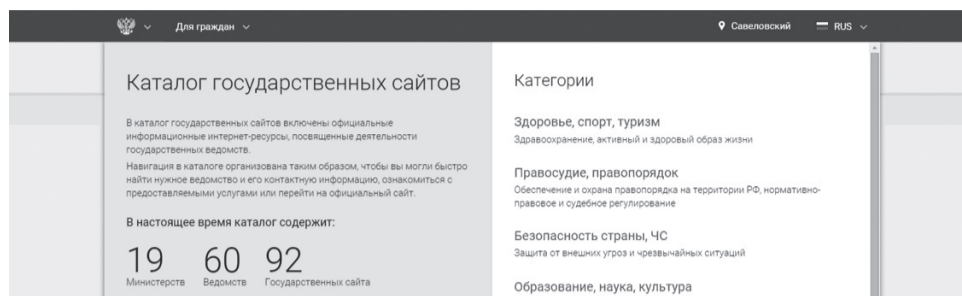 Для граждан
Савеловский
RUS
Каталог государственных сайтов
В каталог государственных сайтов включены официальные
информационные интернет-ресурсы, посвященные деятельности
государственных ведомств.
Навигация в каталоге организована таким образом, чтобы вы могли быстро
найти нужное ведомство и его контактную информацию, ознакомиться с
предоставляемыми услугами или перейти на официальный сайт.
В настоящее время каталог содержит:
19 60 92
Министерств Ведомств Государственных сайта
Категории
Здоровье, спорт, туризм
Здравоохранение, активный и здоровый образ жизни
Правосудие, правопорядок
Обеспечение и охрана правопорядка на территории РФ, нормативно-
правовое и судебное регулирование
Безопасность страны, ЧС
Защита от внешних угроз и чрезвычайных ситуаций
Образование, наука, культура